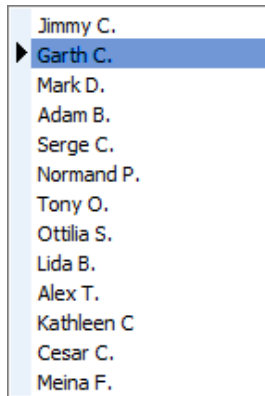 Jimmy C.
Garth C.
Mark D.
Adam B.
Serge C.
Normand P.
Tony O.
Ottilia S.
Lida B.
Alex T.
Kathleen C
Cesar C.
Meina F.